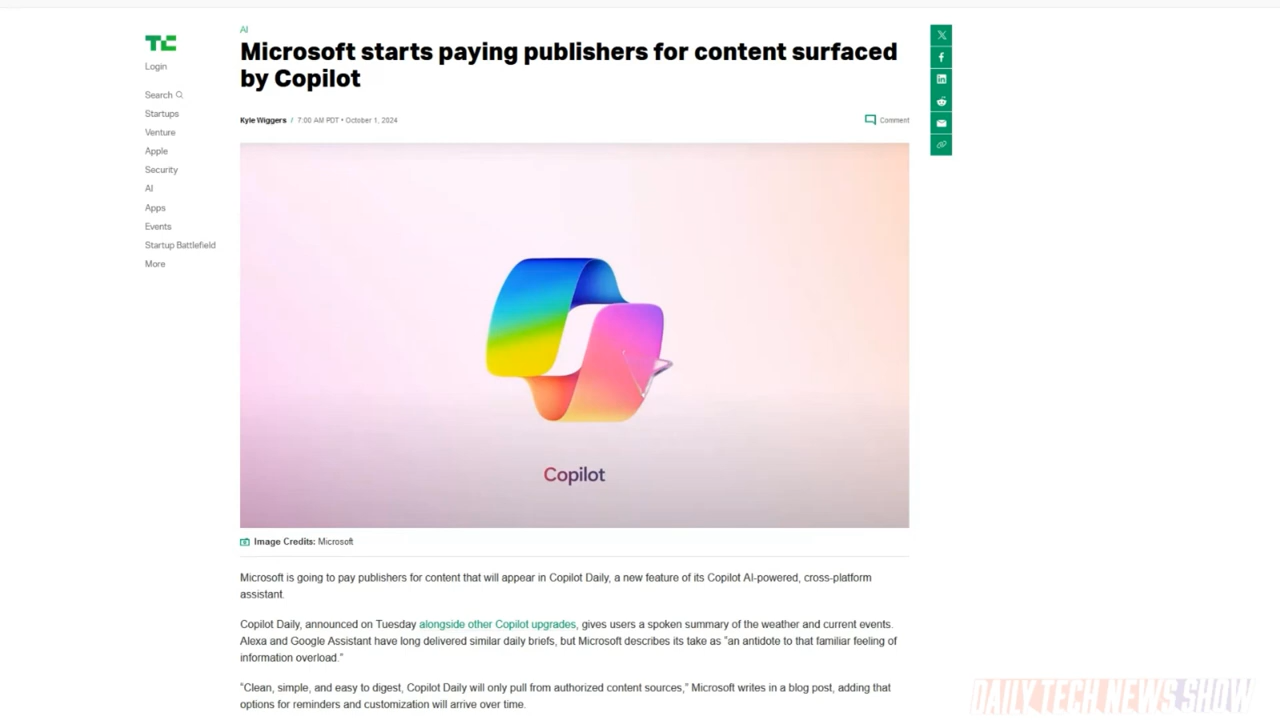 TC
Login
Search
Startups
Venture
Apple
Security
AI
Apps
Events
Startup Battlefield
More
AI
Microsoft starts paying publishers for content surfaced
by Copilot
Kyle Wiggers / 7:00 AM PDT • October 1, 2024
Comment
Copilot
Image Credits: Microsoft
Microsoft is going to pay publishers for content that will appear in Copilot Daily, a new feature of its Copilot AI-powered, cross-platform
assistant.
Copilot Daily, announced on Tuesday alongside other Copilot upgrades, gives users a spoken summary of the weather and current events.
Alexa and Google Assistant have long delivered similar daily briefs, but Microsoft describes its take as “an antidote to that familiar feeling of
information overload.”
“Clean, simple, and easy to digest, Copilot Daily will only pull from authorized content sources,” Microsoft writes in a blog post, adding that
options for reminders and customization will arrive over time.
DAILY TECH NEWS SHOW